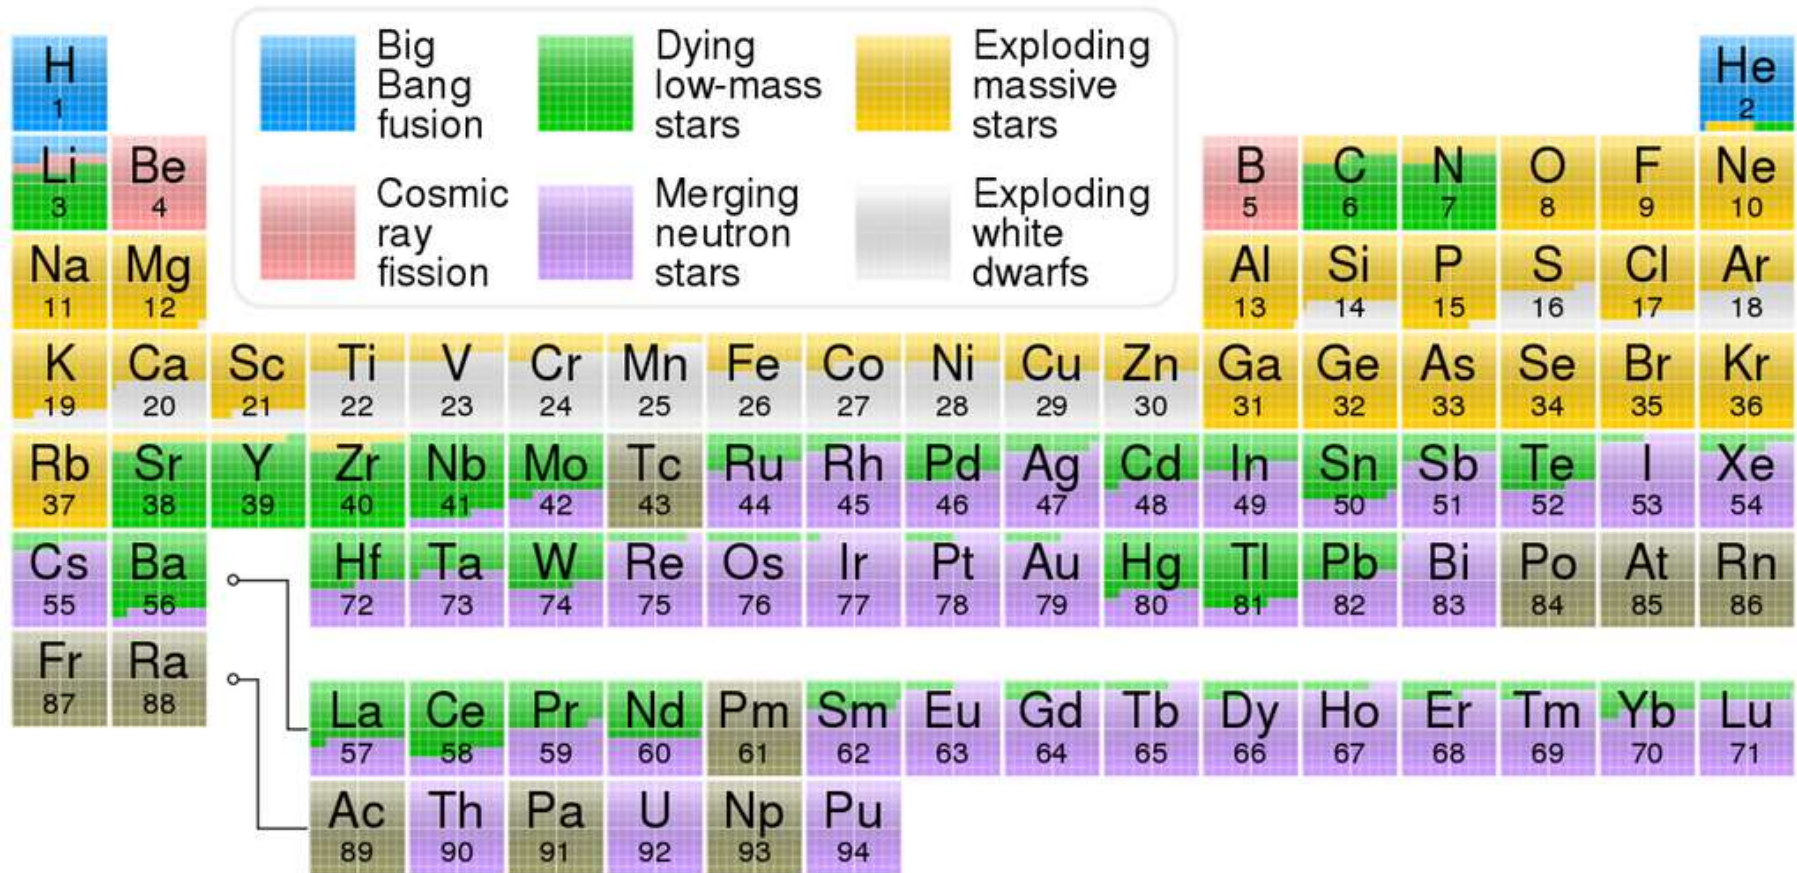 H
1
Big
Bang
fusion
Dying
low-mass
stars
Exploding
massive
stars
He
2
Li
3
Be
4
Cosmic
ray
fission
Merging
neutron
stars
Exploding
white
dwarfs
B
5
C
6
N
7
O
8
F
9
Ne
10
Na
11
Mg
12
Al
13
Si
14
P
15
S
16
Cl
17
Ar
18
K
19
Ca
20
Sc
21
Ti
22
V
23
Cr
24
Mn
25
Fe
26
Co
27
Ni
28
Cu
29
Zn
30
Ga
31
Ge
32
As
33
Se
34
Br
35
Kr
36
Rb
37
Sr
38
Y
39
Zr
40
Nb
41
Mo
42
Tc
43
Ru
44
Rh
45
Pd
46
Ag
47
Cd
48
In
49
Sn
50
Sb
51
Te
52
I
53
Xe
54
Cs
55
Ba
56
Hf
72
Ta
73
W
74
Re
75
Os
76
Ir
77
Pt
78
Au
79
Hg
80
Tl
81
Pb
82
Bi
83
Po
84
At
85
Rn
86
Fr
87
Ra
88
La
57
Ce
58
Pr
59
Nd
60
Pm
61
Sm
62
Eu
63
Gd
64
Tb
65
Dy
66
Ho
67
Er
68
Tm
69
Yb
70
Lu
71
Ac
89
Th
90
Pa
91
U
92
Np
93
Pu
94